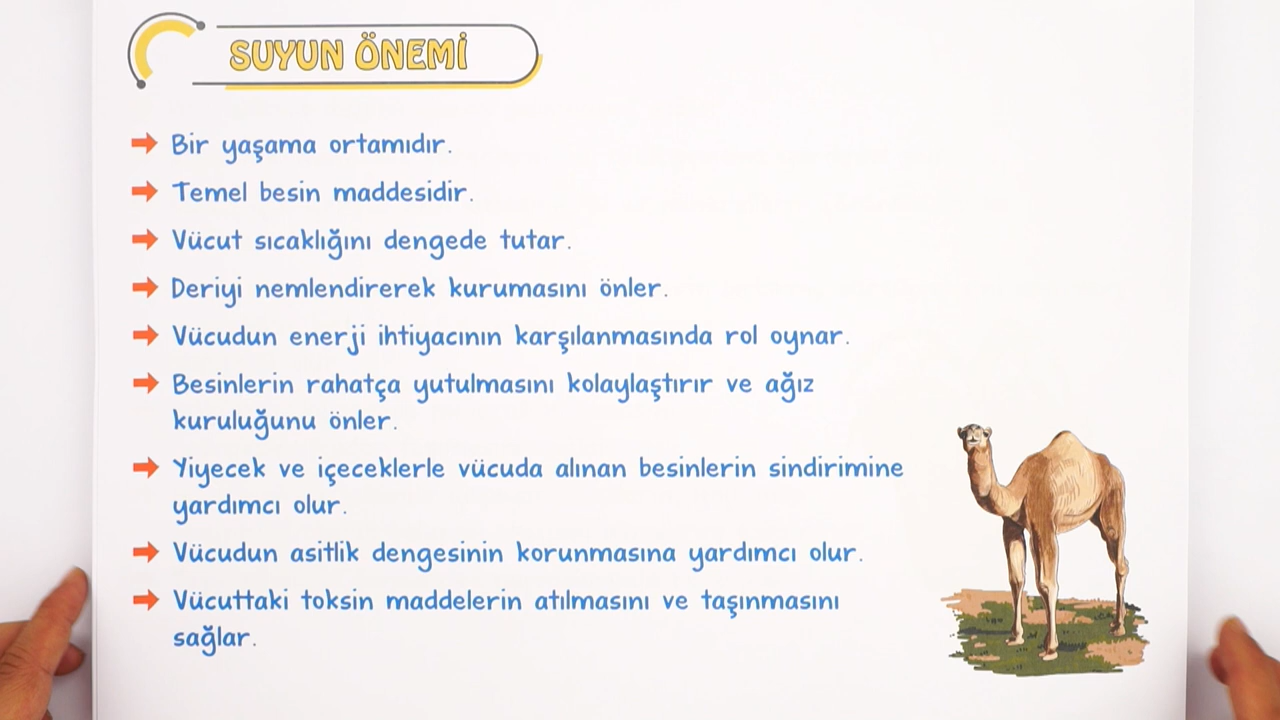 SUYUN ÖNEMİ
Bir yaşama ortamıdır.
Temel besin maddesidir.
Vücut sıcaklığını dengede tutar.
Deriyi nemlendirerek kurumasını önler.
Vücudun enerji ihtiyacının karşılanmasında rol oynar.
Besinlerin rahatça yutulmasını kolaylaştırır ve ağız
kuruluğunu önler.
Yiyecek ve içeceklerle vücuda alınan besinlerin sindirimine
yardımcı olur.
Vücudun asitlik dengesinin korunmasına yardımcı olur.
Vücuttaki toksin maddelerin atılmasını ve taşınmasını
sağlar.